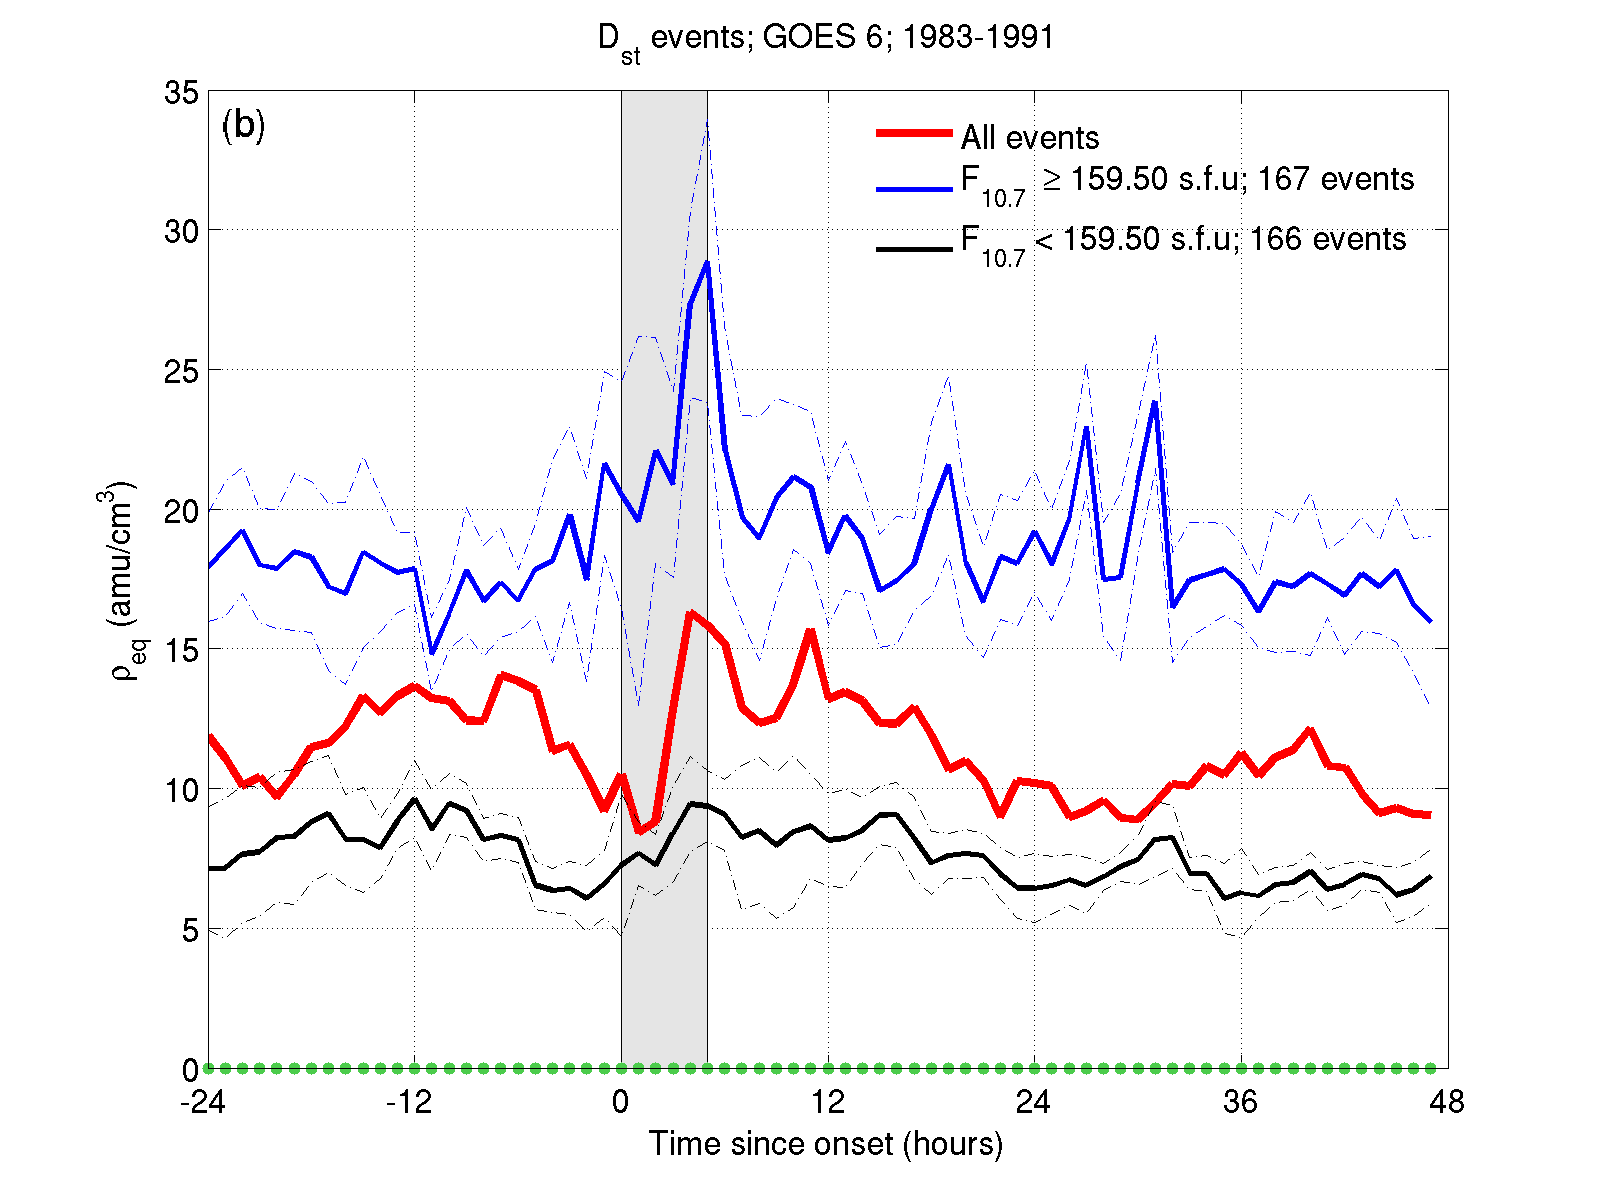 D_st events; GOES 6; 1983-1991
(b)
All events
F_10.7 ≥ 159.50 s.f.u; 167 events
F_10.7 < 159.50 s.f.u; 166 events
ρ_eq (amu/cm^3)
35
30
25
20
15
10
5
0
-24 -12 0 12 24 36 48
Time since onset (hours)